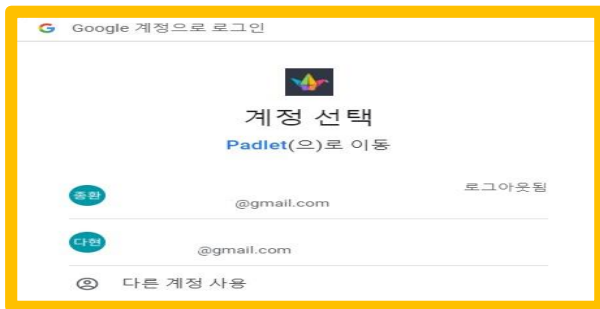 Google 계정으로 로그인
계정 선택
Padlet(으)로 이동
종환
로그아웃됨
@gmail.com
다현
@gmail.com
다른 계정 사용